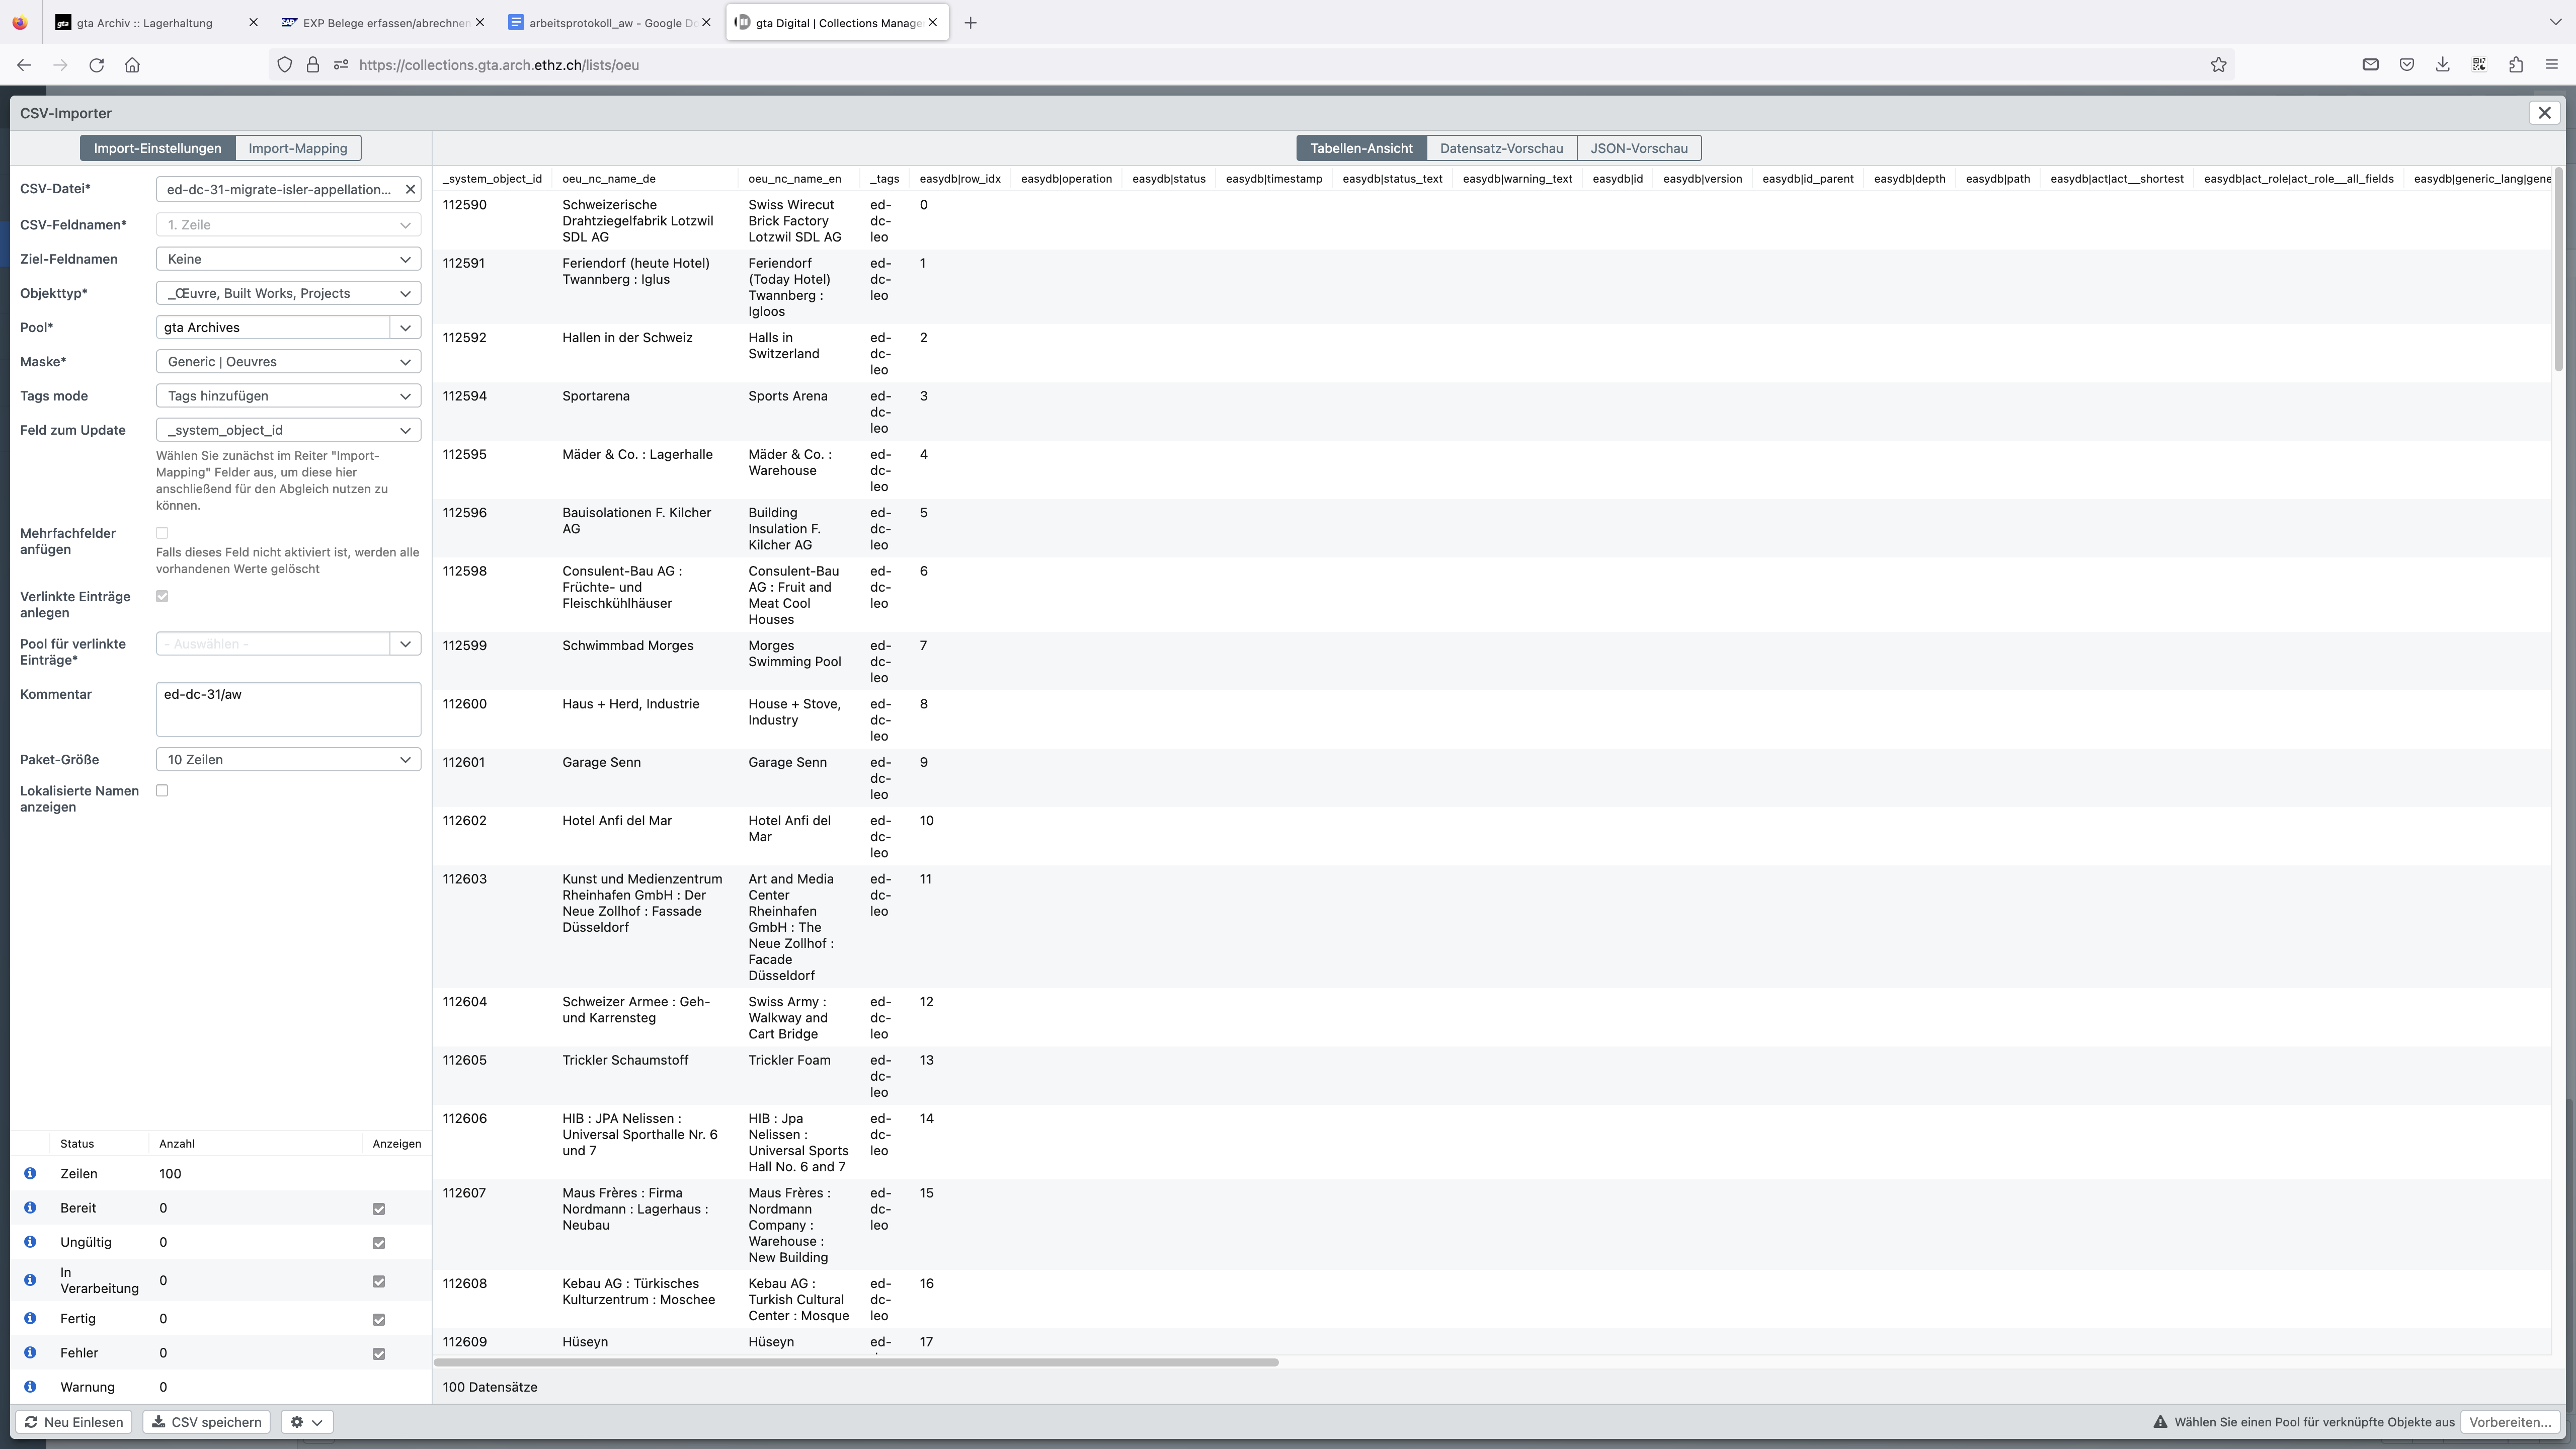 gta Archiv :: Lagerhaltung
EXP Belege erfassen/abrechnen
arbeitsprotokoll_aw - Google Do
gta Digital | Collections Manage
https://collections.gta.arch.ethz.ch/lists/oeu
CSV-Importer
Import-Einstellungen
Import-Mapping
Tabellen-Ansicht
Datensatz-Vorschau
JSON-Vorschau
CSV-Datei*
ed-dc-31-migrate-isler-appellation...
CSV-Feldnamen*
1. Zeile
Ziel-Feldnamen
Keine
Objekttyp*
_Œuvre, Built Works, Projects
Pool*
gta Archives
Maske*
Generic | Oeuvres
Tags mode
Tags hinzufügen
Feld zum Update
_system_object_id
Wählen Sie zunächst im Reiter "Import-
Mapping" Felder aus, um diese hier
anschließend für den Abgleich nutzen zu
können.
Mehrfachfelder
anfügen
Falls dieses Feld nicht aktiviert ist, werden alle
vorhandenen Werte gelöscht
Verlinkte Einträge
anlegen
Pool für verlinkte
Einträge*
- Auswählen -
Kommentar
ed-dc-31/aw
Paket-Größe
10 Zeilen
Lokalisierte Namen
anzeigen
Status Anzahl Anzeigen
Zeilen 100
Bereit 0
Ungültig 0
In
Verarbeitung 0
Fertig 0
Fehler 0
Warnung 0
_system_object_id oeu_nc_name_de oeu_nc_name_en _tags easydb|row_idx easydb|operation easydb|status easydb|timestamp easydb|status_text easydb|warning_text easydb|id easydb|version easydb|id_parent easydb|depth easydb|path easydb|act|act__shortest easydb|act_role|act_role__all_fields easydb|generic_lang|gene
112590 Schweizerische Swiss Wirecut ed- 0
Drahtziegelfabrik Lotzwil Brick Factory dc-
SDL AG Lotzwil SDL AG leo
112591 Feriendorf (heute Hotel) Feriendorf ed- 1
Twannberg : Iglus (Today Hotel) dc-
Twannberg : leo
Igloos
112592 Hallen in der Schweiz Halls in ed- 2
Switzerland dc-
leo
112594 Sportarena Sports Arena ed- 3
dc-
leo
112595 Mäder & Co. : Lagerhalle Mäder & Co. : ed- 4
Warehouse dc-
leo
112596 Bauisolationen F. Kilcher Building ed- 5
AG Insulation F. dc-
Kilcher AG leo
112598 Consulent-Bau AG : Consulent-Bau ed- 6
Früchte- und AG : Fruit and dc-
Fleischkühlhäuser Meat Cool leo
Houses
112599 Schwimmbad Morges Morges ed- 7
Swimming Pool dc-
leo
112600 Haus + Herd, Industrie House + Stove, ed- 8
Industry dc-
leo
112601 Garage Senn Garage Senn ed- 9
dc-
leo
112602 Hotel Anfi del Mar Hotel Anfi del ed- 10
Mar dc-
leo
112603 Kunst und Medienzentrum Art and Media ed- 11
Rheinhafen GmbH : Der Center dc-
Neue Zollhof : Fassade Rheinhafen leo
Düsseldorf GmbH : The
Neue Zollhof :
Facade
Düsseldorf
112604 Schweizer Armee : Geh- Swiss Army : ed- 12
und Karrensteg Walkway and dc-
Cart Bridge leo
112605 Trickler Schaumstoff Trickler Foam ed- 13
dc-
leo
112606 HIB : JPA Nelissen : HIB : Jpa ed- 14
Universal Sporthalle Nr. 6 Nelissen : dc-
und 7 Universal Sports leo
Hall No. 6 and 7
112607 Maus Frères : Firma Maus Frères : ed- 15
Nordmann : Lagerhaus : Nordmann dc-
Neubau Company : leo
Warehouse :
New Building
112608 Kebau AG : Türkisches Kebau AG : ed- 16
Kulturzentrum : Moschee Turkish Cultural dc-
Center : Mosque leo
112609 Hüseyn Hüseyn ed- 17
100 Datensätze
Neu Einlesen
CSV speichern
Wählen Sie einen Pool für verknüpfte Objekte aus
Vorbereiten...